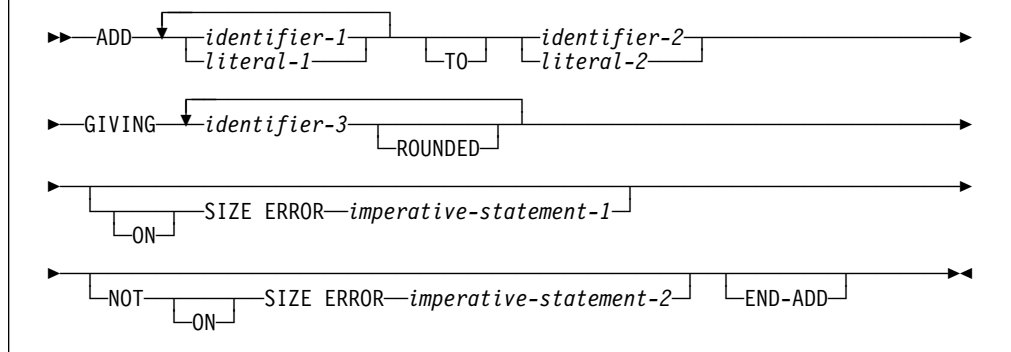 ADD identifier-1 TO identifier-2
literal-1 literal-2
GIVING identifier-3 ROUNDED
SIZE ERROR imperative-statement-1
ON
NOT SIZE ERROR imperative-statement-2 END-ADD
ON